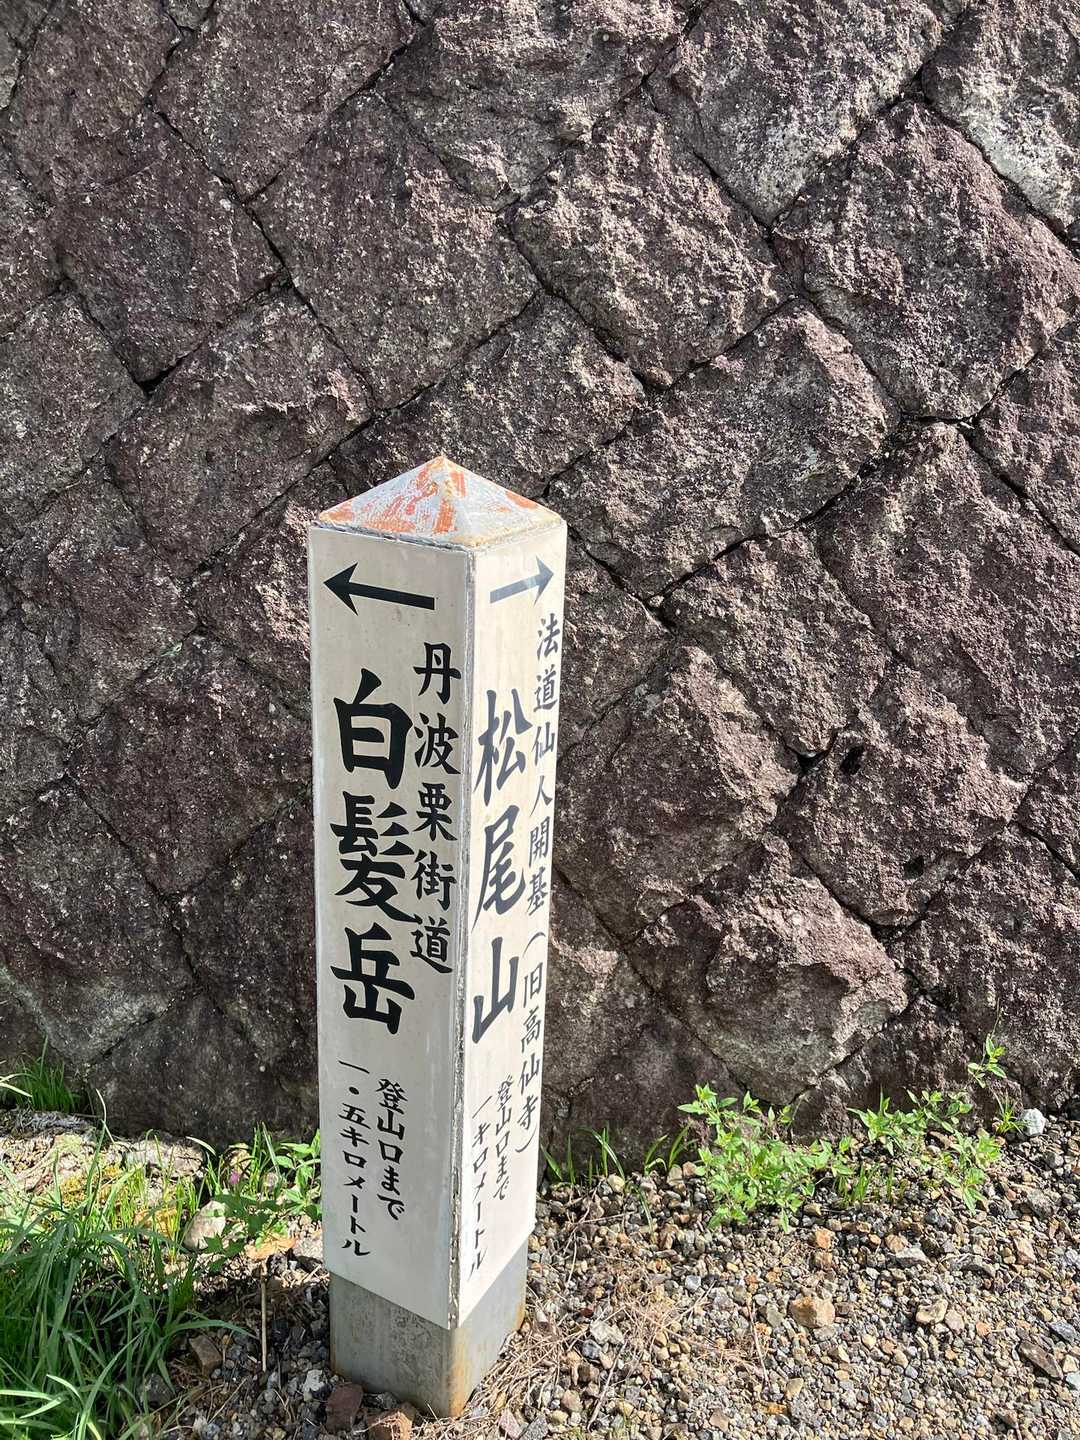 ←
丹波栗街道
白髪岳
登山口まで
一・五キロメートル
→
法道仙人開基(旧高仙寺)
松尾山
登山口まで
一キロメートル